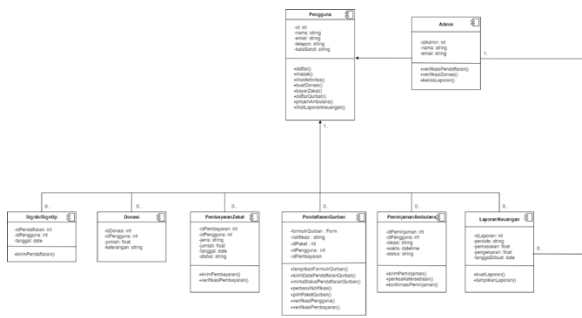 Pengguna
-id: int
-nama: string
-email: string
-telepon: string
-kataSandi: string
+daftar()
+masuk()
+lihatAktivitas()
+buatDonasi()
+bayarZakat()
+daftarQurban()
+pinjamAmbulans()
+lihatLaporanKeuangan()
Admin
-idAdmin: int
-nama: string
-email: string
+verifikasiPendaftaran()
+verifikasiDonasi()
+kelolaLaporan()
1..
1..
0..
0..
0..
0..
0..
0..
0..
SignIn/SignUp
-idPendaftaran: int
-idPengguna: int
-tanggal: date
+kirimPendaftaran()
Donasi
-idDonasi: int
-idPengguna: int
-jumlah: float
-keterangan: string
PembayaranZakat
-idPembayaran: int
-idPengguna: int
-jenis: string
-jumlah: float
-tanggal: date
-status: string
+kirimPembayaran()
+verifikasiPembayaran()
PendaftaranQurban
-formulirQurban : Form
-notifikasi : string
-idPaket : int
-idPengguna : int
-idPembayaran
+tampilkanFormulirQurban()
+kirimDataPendaftaranQurban()
+mintaStatusPendaftaranQurban()
+perbaruiNotifikasi()
+pilihPaketQurban()
+verifikasiPengguna()
+verifikasiPembayaran()
PeminjamanAmbulans
-idPeminjaman: int
-idPengguna: int
-lokasi: string
-waktu: datetime
-status: string
+kirimPeminjaman()
+periksaKetersediaan()
+konfirmasiPeminjaman()
LaporanKeuangan
-idLaporan: int
-periode: string
-pemasukan: float
-pengeluaran: float
-tanggalDibuat: date
+buatLaporan()
+tampilkanLaporan()